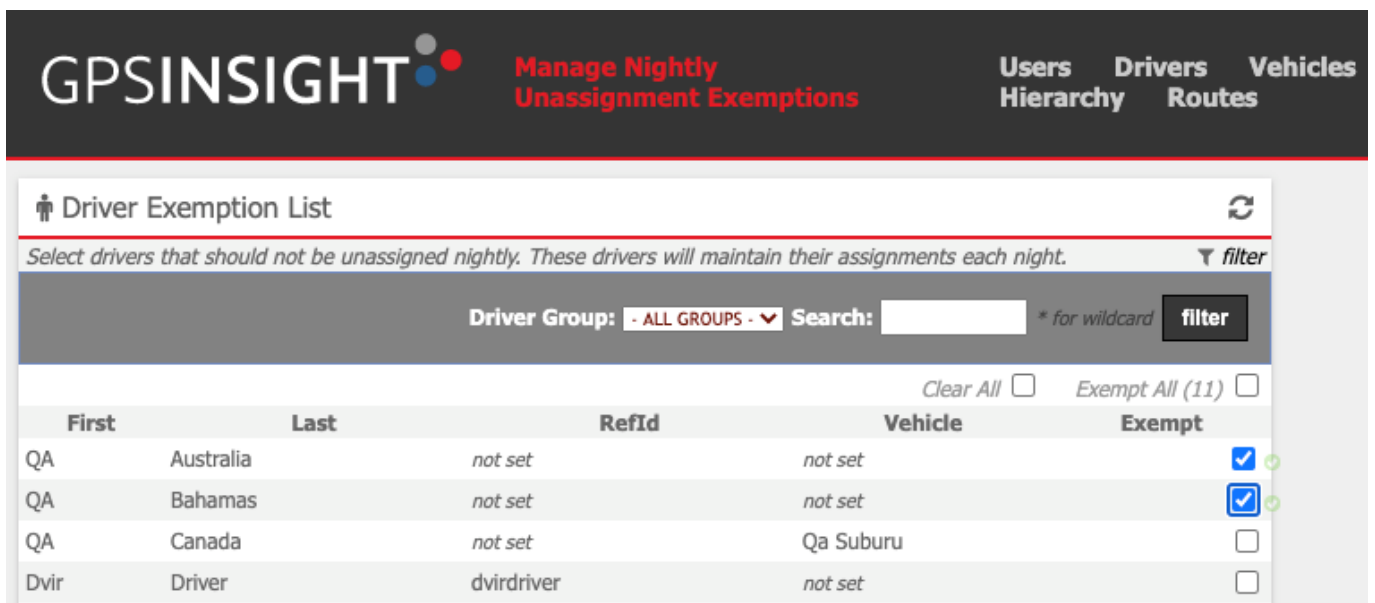 GPSINSIGHT
Manage Nightly
Unassignment Exemptions
Users Drivers Vehicles
Hierarchy Routes
Driver Exemption List
Select drivers that should not be unassigned nightly. These drivers will maintain their assignments each night. filter
Driver Group: - ALL GROUPS - Search: * for wildcard filter
Clear All Exempt All (11)
First Last RefId Vehicle Exempt
QA Australia not set not set
QA Bahamas not set not set
QA Canada not set Qa Suburu
Dvir Driver dvirdriver not set